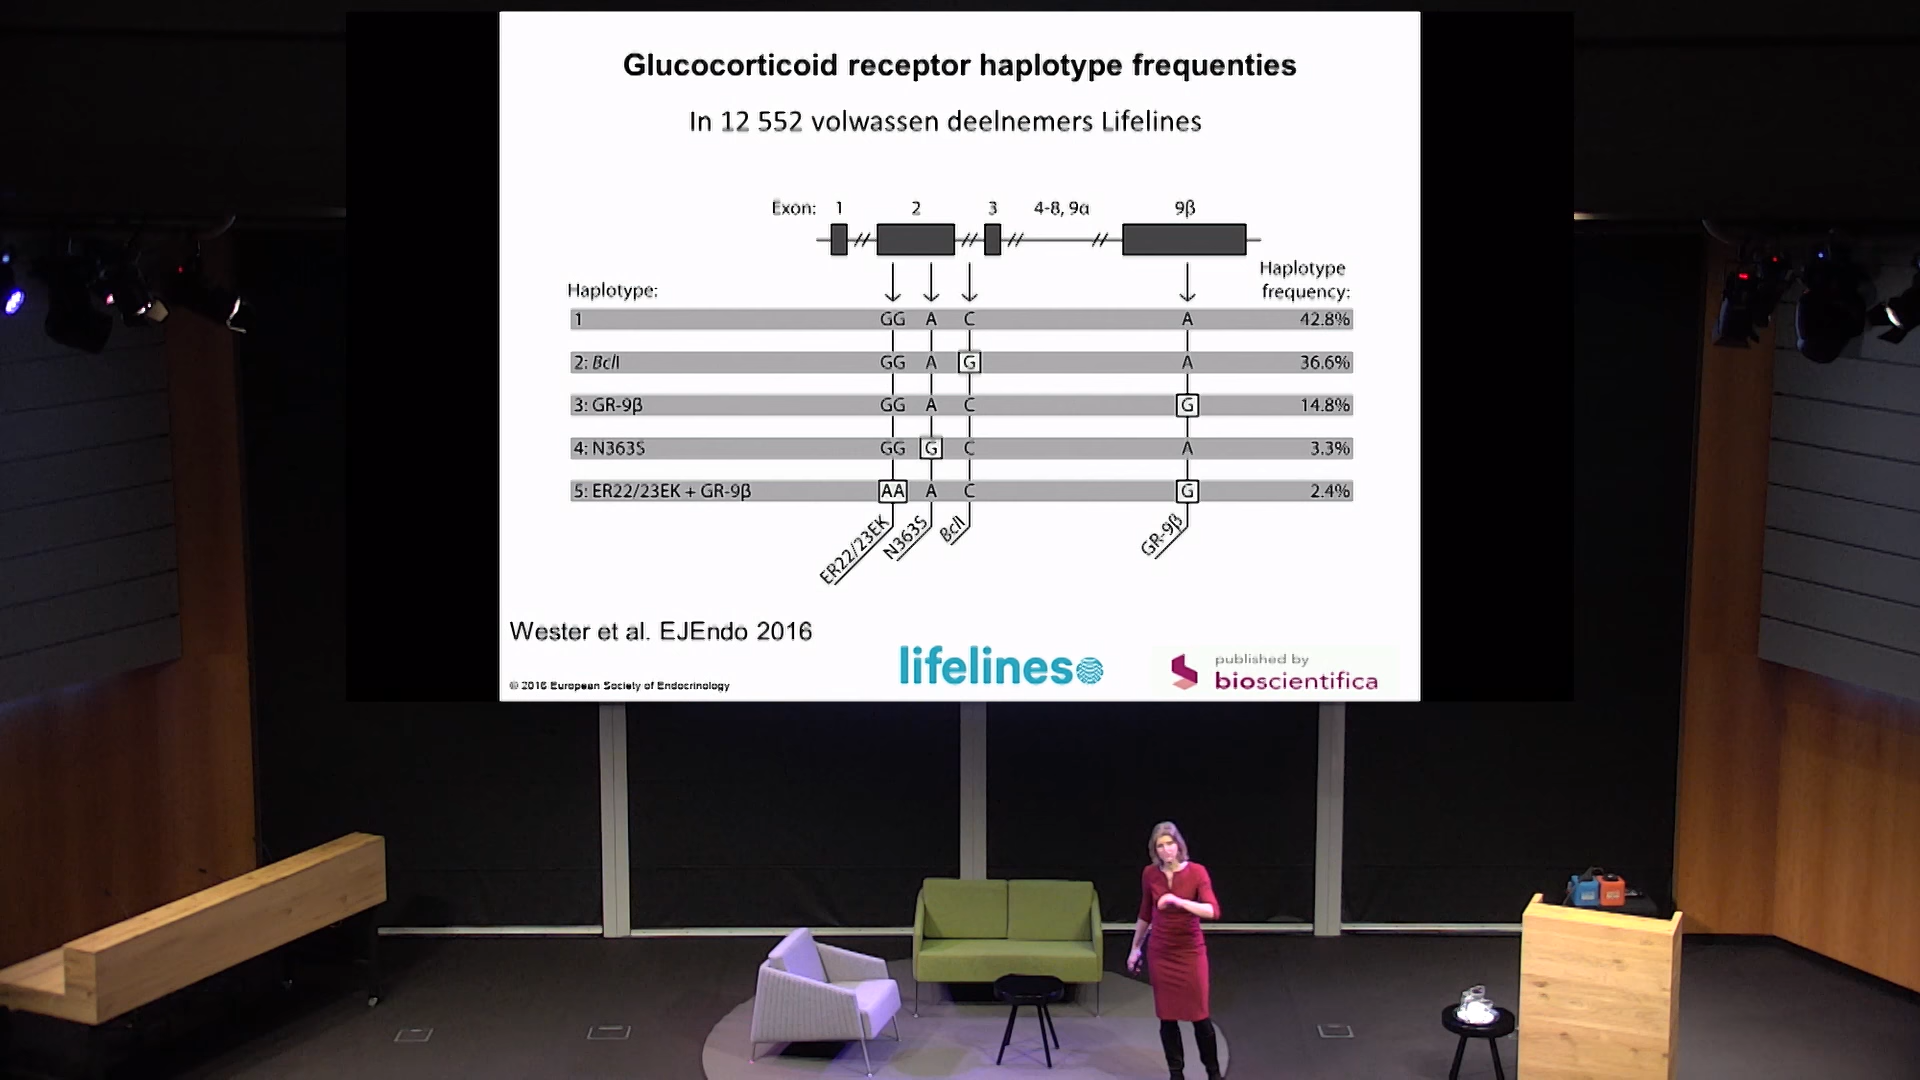 Glucocorticoid receptor haplotype frequenties
In 12 552 volwassen deelnemers Lifelines
Exon: 1 2 3 4-8, 9α 9β
Haplotype: Haplotype frequency:
1 GG A C A 42.8%
2: BclI GG A G A 36.6%
3: GR-9β GG A C G 14.8%
4: N363S GG G C A 3.3%
5: ER22/23EK + GR-9β AA A C G 2.4%
ER22/23EK N363S BclI GR-9β
Wester et al. EJEndo 2016
© 2016 European Society of Endocrinology
lifelines
published by
bioscientifica